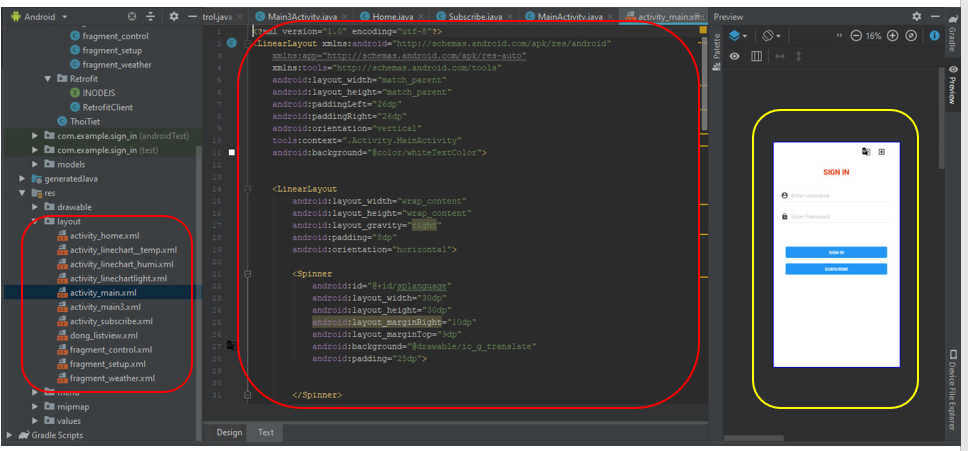 Android
trol.java
Main3Activity.java
Home.java
Subscribe.java
MainActivity.java
activity_main.xml
Preview
fragment_control
fragment_setup
fragment_weather
Retrofit
INODEJS
RetrofitClient
ThoiTiet
com.example.sign_in (androidTest)
com.example.sign_in (test)
models
generatedJava
res
drawable
layout
activity_home.xml
activity_linechart__temp.xml
activity_linechart_humi.xml
activity_linechartlight.xml
activity_main.xml
activity_main3.xml
activity_subscribe.xml
dong_listview.xml
fragment_control.xml
fragment_setup.xml
fragment_weather.xml
menu
mipmap
values
Gradle Scripts
1 <?xml version="1.0" encoding="utf-8"?>
2 <LinearLayout xmlns:android="http://schemas.android.com/apk/res/android"
3 xmlns:app="http://schemas.android.com/apk/res-auto"
4 xmlns:tools="http://schemas.android.com/tools"
5 android:layout_width="match_parent"
6 android:layout_height="match_parent"
7 android:paddingLeft="26dp"
8 android:paddingRight="26dp"
9 android:orientation="vertical"
10 tools:context=".Activity.MainActivity"
11 android:background="@color/whiteTextColor">
12
13
14 <LinearLayout
15 android:layout_width="wrap_content"
16 android:layout_height="wrap_content"
17 android:layout_gravity="right"
18 android:padding="5dp"
19 android:orientation="horizontal">
20
21 <Spinner
22 android:id="@+id/splanguage"
23 android:layout_width="30dp"
24 android:layout_height="30dp"
25 android:layout_marginRight="10dp"
26 android:layout_marginTop="9dp"
27 android:background="@drawable/ic_g_translate"
28 android:padding="25dp">
29
30
31 </Spinner>
Design
Text
Palette
16%
SIGN IN
Enter username
Enter Password
SIGN IN
SUBSCRIBE
Gradle
Preview
Device File Explorer